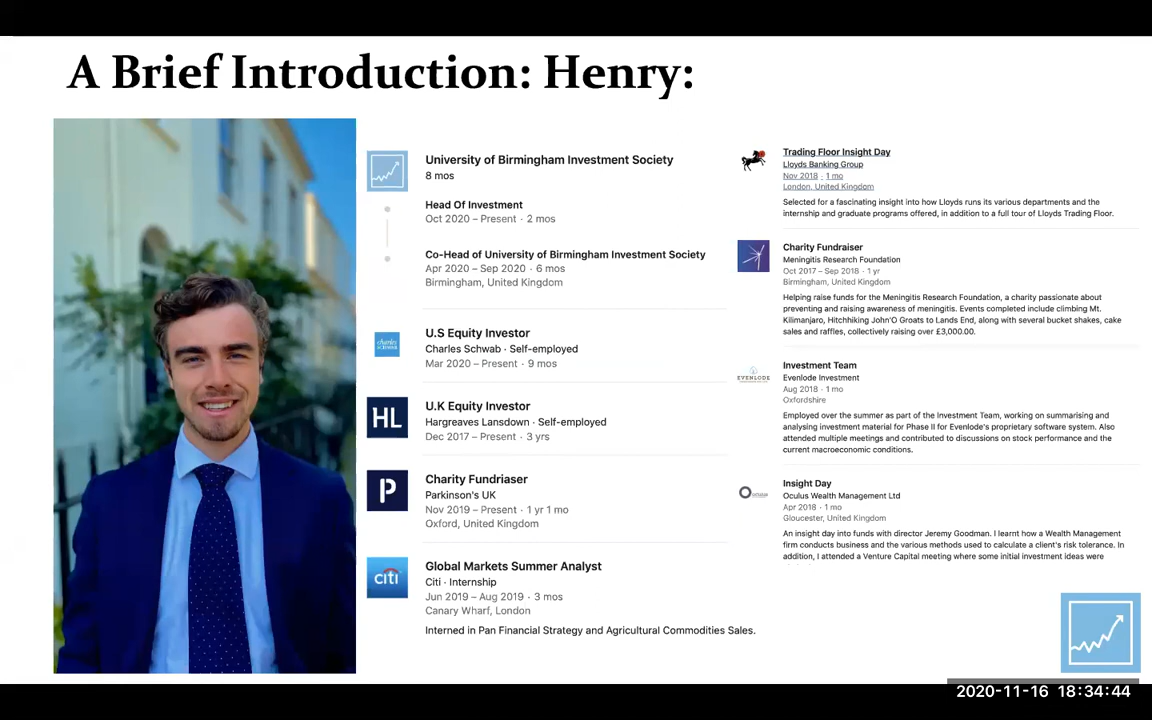 A Brief Introduction: Henry:
University of Birmingham Investment Society
8 mos
Head Of Investment
Oct 2020 – Present · 2 mos
Co-Head of University of Birmingham Investment Society
Apr 2020 – Sep 2020 · 6 mos
Birmingham, United Kingdom
charles
SCHWAB
U.S Equity Investor
Charles Schwab · Self-employed
Mar 2020 – Present · 9 mos
HL
U.K Equity Investor
Hargreaves Lansdown · Self-employed
Dec 2017 – Present · 3 yrs
P
Charity Fundriaser
Parkinson's UK
Nov 2019 – Present · 1 yr 1 mo
Oxford, United Kingdom
citi
Global Markets Summer Analyst
Citi · Internship
Jun 2019 – Aug 2019 · 3 mos
Canary Wharf, London
Interned in Pan Financial Strategy and Agricultural Commodities Sales.
Trading Floor Insight Day
Lloyds Banking Group
Nov 2018 · 1 mo
London, United Kingdom
Selected for a fascinating insight into how Lloyds runs its various departments and the
internship and graduate programs offered, in addition to a full tour of Lloyds Trading Floor.
Charity Fundraiser
Meningitis Research Foundation
Oct 2017 – Sep 2018 · 1 yr
Birmingham, United Kingdom
Helping raise funds for the Meningitis Research Foundation, a charity passionate about
preventing and raising awareness of meningitis. Events completed include climbing Mt.
Kilimanjaro, Hitchhiking John'O Groats to Lands End, along with several bucket shakes, cake
sales and raffles, collectively raising over £3,000.00.
EVENLODE
Investment Team
Evenlode Investment
Aug 2018 · 1 mo
Oxfordshire
Employed over the summer as part of the Investment Team, working on summarising and
analysing investment material for Phase II for Evenlode's proprietary software system. Also
attended multiple meetings and contributed to discussions on stock performance and the
current macroeconomic conditions.
Insight Day
Oculus Wealth Management Ltd
Apr 2018 · 1 mo
Gloucester, United Kingdom
An insight day into funds with director Jeremy Goodman. I learnt how a Wealth Management
firm conducts business and the various methods used to calculate a client's risk tolerance. In
addition, I attended a Venture Capital meeting where some initial investment ideas were
2020-11-16 18:34:44